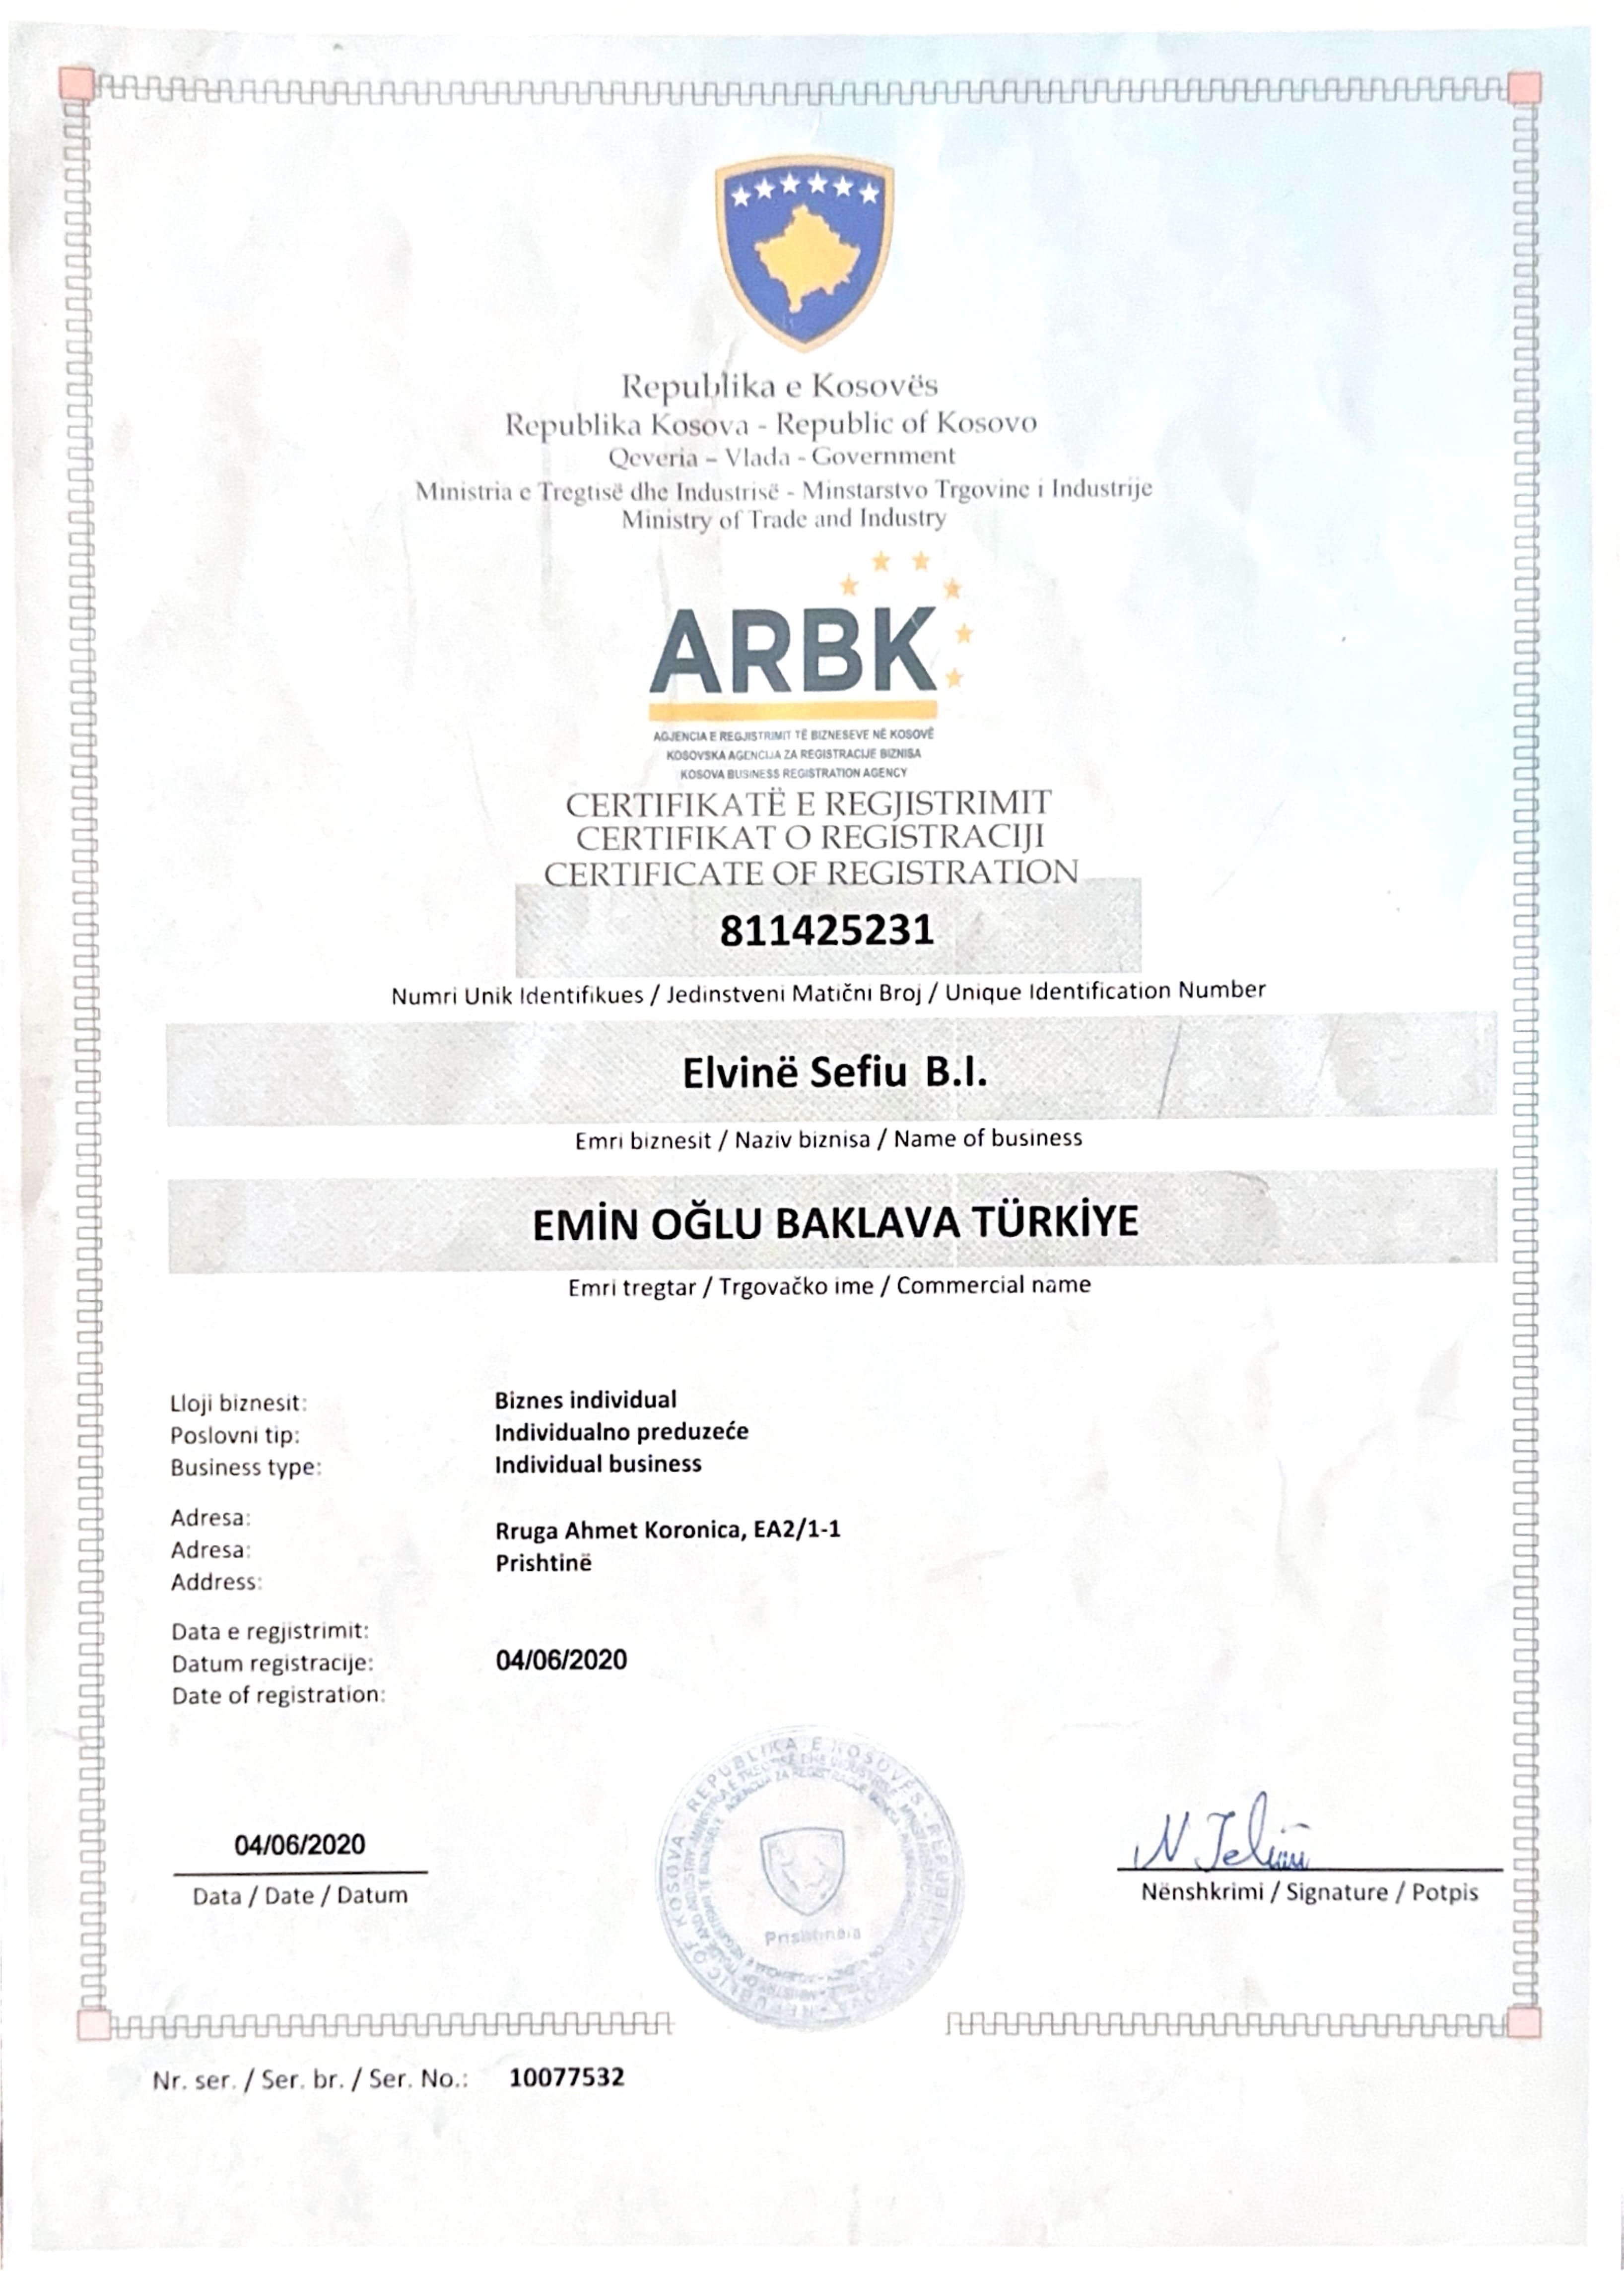 Republika e Kosovës
Republika Kosova - Republic of Kosovo
Qeveria – Vlada - Government
Ministria e Tregtisë dhe Industrisë - Minstarstvo Trgovine i Industrije
Ministry of Trade and Industry
ARBK
AGJENCIA E REGJISTRIMIT TË BIZNESEVE NË KOSOVË
KOSOVSKA AGENCIJA ZA REGISTRACIJE BIZNISA
KOSOVA BUSINESS REGISTRATION AGENCY
CERTIFIKATË E REGJISTRIMIT
CERTIFIKAT O REGISTRACIJI
CERTIFICATE OF REGISTRATION
811425231
Numri Unik Identifikues / Jedinstveni Matični Broj / Unique Identification Number
Elvinë Sefiu B.I.
Emri biznesit / Naziv biznisa / Name of business
EMİN OĞLU BAKLAVA TÜRKİYE
Emri tregtar / Trgovačko ime / Commercial name
Lloji biznesit: Biznes individual
Poslovni tip: Individualno preduzeće
Business type: Individual business
Adresa:
Rruga Ahmet Koronica, EA2/1-1
Adresa:
Prishtinë
Address:
Data e regjistrimit:
Datum registracije: 04/06/2020
Date of registration:
REPUBLIKA E KOSOVËS
Prishtinë/a
04/06/2020
Data / Date / Datum
Nënshkrimi / Signature / Potpis
Nr. ser. / Ser. br. / Ser. No.: 10077532